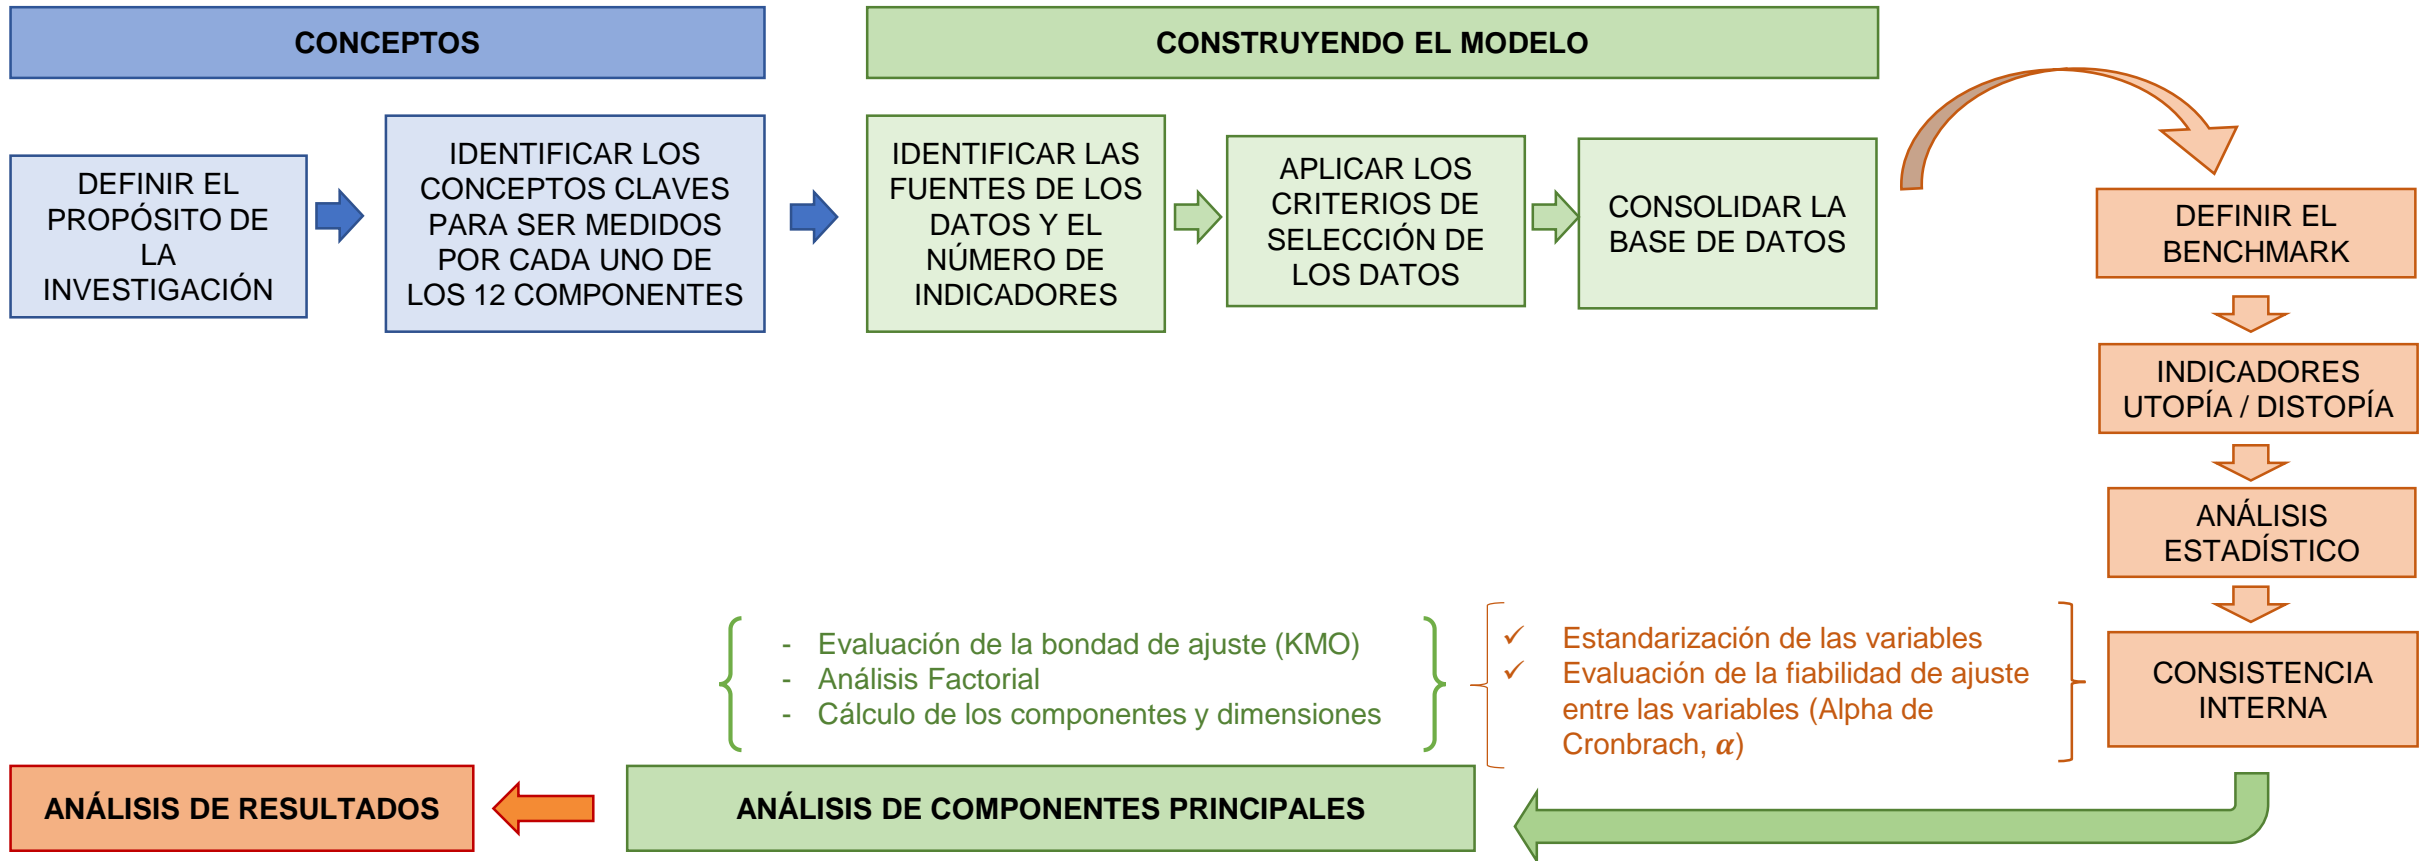 CONCEPTOS
CONSTRUYENDO EL MODELO
DEFINIR EL
PROPÓSITO DE
LA
INVESTIGACIÓN
IDENTIFICAR LOS
CONCEPTOS CLAVES
PARA SER MEDIDOS
POR CADA UNO DE
LOS 12 COMPONENTES
IDENTIFICAR LAS
FUENTES DE LOS
DATOS Y EL
NÚMERO DE
INDICADORES
APLICAR LOS
CRITERIOS DE
SELECCIÓN DE
LOS DATOS
CONSOLIDAR LA
BASE DE DATOS
DEFINIR EL
BENCHMARK
INDICADORES
UTOPÍA / DISTOPÍA
ANÁLISIS
ESTADÍSTICO
CONSISTENCIA
INTERNA
✓ Estandarización de las variables
✓ Evaluación de la fiabilidad de ajuste
entre las variables (Alpha de
Cronbrach, α)
- Evaluación de la bondad de ajuste (KMO)
- Análisis Factorial
- Cálculo de los componentes y dimensiones
ANÁLISIS DE COMPONENTES PRINCIPALES
ANÁLISIS DE RESULTADOS